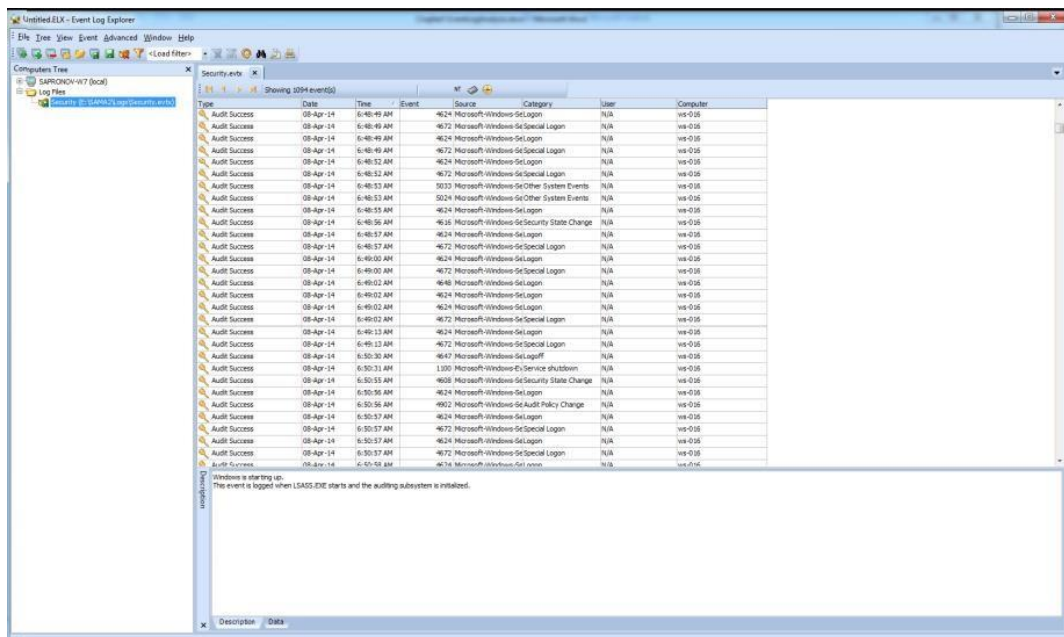 Untitled.ELX - Event Log Explorer
File Tree View Event Advanced Window Help
<Load filter>
Computers Tree
SAPRONOV-W7 (local)
Log Files
Security.evtx
Showing 1094 event(s)
Type Date Time Event Source Category User Computer
Audit Success 08-Apr-14 6:48:49 AM 4624 Microsoft-Windows-Se Logon N/A ws-016
Audit Success 08-Apr-14 6:48:49 AM 4672 Microsoft-Windows-Se Special Logon N/A ws-016
Audit Success 08-Apr-14 6:48:49 AM 4624 Microsoft-Windows-Se Logon N/A ws-016
Audit Success 08-Apr-14 6:48:49 AM 4672 Microsoft-Windows-Se Special Logon N/A ws-016
Audit Success 08-Apr-14 6:48:52 AM 4624 Microsoft-Windows-Se Logon N/A ws-016
Audit Success 08-Apr-14 6:48:52 AM 4672 Microsoft-Windows-Se Special Logon N/A ws-016
Audit Success 08-Apr-14 6:48:53 AM 5033 Microsoft-Windows-Se Other System Events N/A ws-016
Audit Success 08-Apr-14 6:48:53 AM 5024 Microsoft-Windows-Se Other System Events N/A ws-016
Audit Success 08-Apr-14 6:48:55 AM 4624 Microsoft-Windows-Se Logon N/A ws-016
Audit Success 08-Apr-14 6:48:56 AM 4616 Microsoft-Windows-Se Security State Change N/A ws-016
Audit Success 08-Apr-14 6:48:57 AM 4624 Microsoft-Windows-Se Logon N/A ws-016
Audit Success 08-Apr-14 6:48:57 AM 4672 Microsoft-Windows-Se Special Logon N/A ws-016
Audit Success 08-Apr-14 6:49:00 AM 4624 Microsoft-Windows-Se Logon N/A ws-016
Audit Success 08-Apr-14 6:49:00 AM 4672 Microsoft-Windows-Se Special Logon N/A ws-016
Audit Success 08-Apr-14 6:49:02 AM 4648 Microsoft-Windows-Se Logon N/A ws-016
Audit Success 08-Apr-14 6:49:02 AM 4624 Microsoft-Windows-Se Logon N/A ws-016
Audit Success 08-Apr-14 6:49:02 AM 4624 Microsoft-Windows-Se Logon N/A ws-016
Audit Success 08-Apr-14 6:49:02 AM 4672 Microsoft-Windows-Se Special Logon N/A ws-016
Audit Success 08-Apr-14 6:49:13 AM 4624 Microsoft-Windows-Se Logon N/A ws-016
Audit Success 08-Apr-14 6:49:13 AM 4672 Microsoft-Windows-Se Special Logon N/A ws-016
Audit Success 08-Apr-14 6:50:30 AM 4647 Microsoft-Windows-Se Logoff N/A ws-016
Audit Success 08-Apr-14 6:50:31 AM 1100 Microsoft-Windows-Ev Service shutdown N/A ws-016
Audit Success 08-Apr-14 6:50:55 AM 4608 Microsoft-Windows-Se Security State Change N/A ws-016
Audit Success 08-Apr-14 6:50:56 AM 4624 Microsoft-Windows-Se Logon N/A ws-016
Audit Success 08-Apr-14 6:50:56 AM 4902 Microsoft-Windows-Se Audit Policy Change N/A ws-016
Audit Success 08-Apr-14 6:50:57 AM 4624 Microsoft-Windows-Se Logon N/A ws-016
Audit Success 08-Apr-14 6:50:57 AM 4672 Microsoft-Windows-Se Special Logon N/A ws-016
Audit Success 08-Apr-14 6:50:57 AM 4624 Microsoft-Windows-Se Logon N/A ws-016
Audit Success 08-Apr-14 6:50:57 AM 4672 Microsoft-Windows-Se Special Logon N/A ws-016
Audit Success 08-Apr-14 6:50:58 AM 4624 Microsoft-Windows-Se Logon N/A ws-016
Description
Windows is starting up.
This event is logged when LSASS.EXE starts and the auditing subsystem is initialized.
Description Data